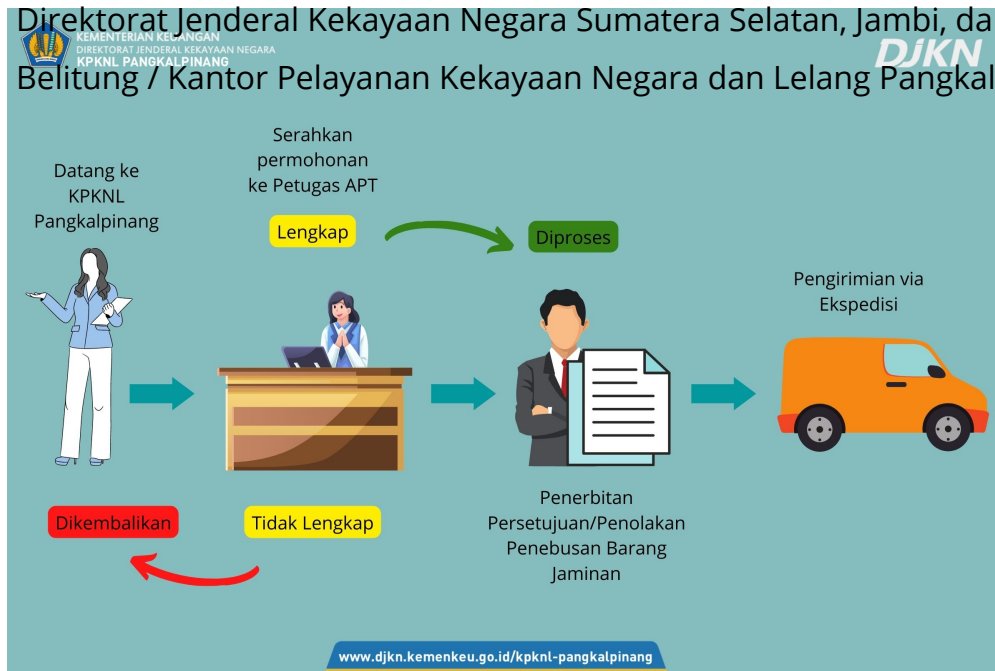 Direktorat Jenderal Kekayaan Negara Sumatera Selatan, Jambi, da
KEMENTERIAN KEUANGAN
DIREKTORAT JENDERAL KEKAYAAN NEGARA
KPKNL PANGKALPINANG
DJKN
Belitung / Kantor Pelayanan Kekayaan Negara dan Lelang Pangkal
Serahkan
permohonan
ke Petugas APT
Datang ke
KPKNL
Pangkalpinang
Lengkap
Diproses
Pengirimian via
Ekspedisi
Dikembalikan
Tidak Lengkap
Penerbitan
Persetujuan/Penolakan
Penebusan Barang
Jaminan
www.djkn.kemenkeu.go.id/kpknl-pangkalpinang